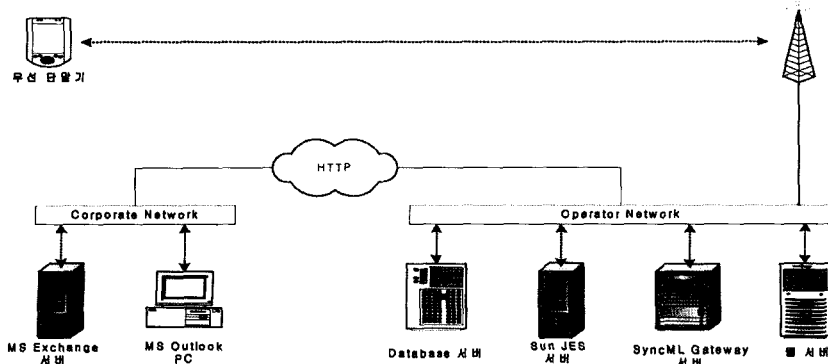 무선 단말기
HTTP
Corporate Network
Operator Network
MS Exchange
서버
MS Outlook
PC
Database 서버
Sun JES
서버
SyncML Gateway
서버
웹 서버